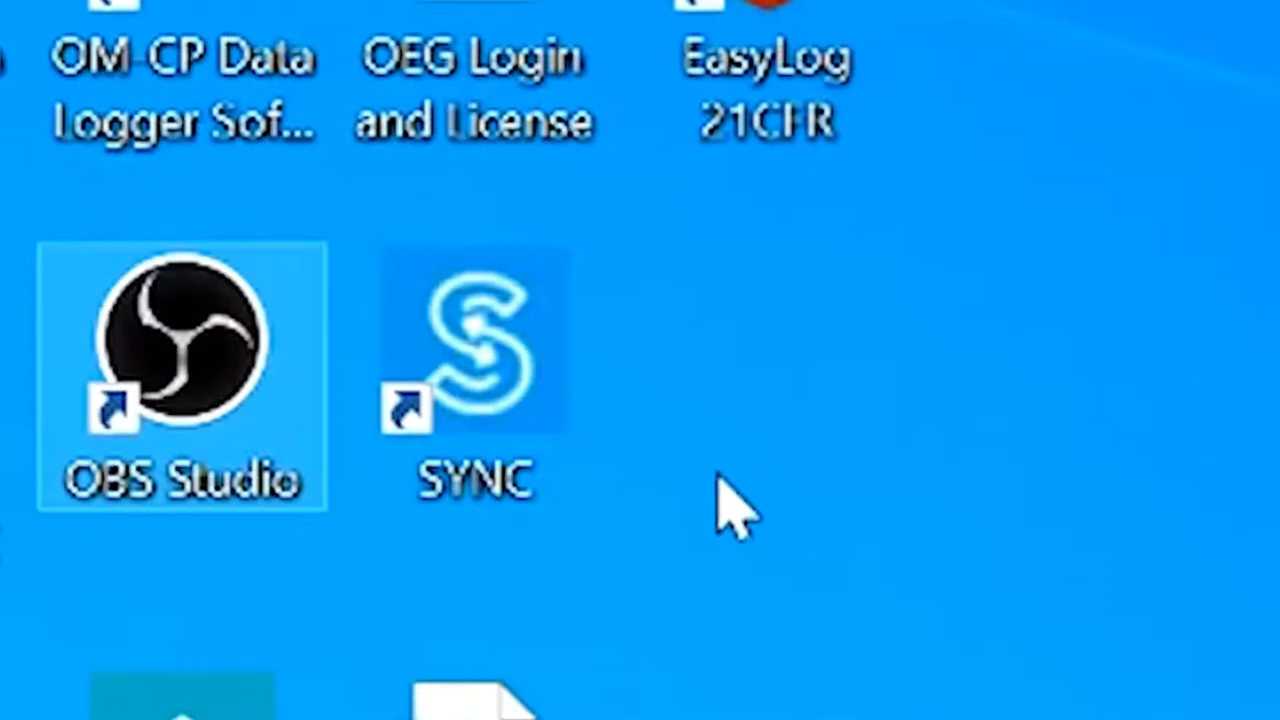 OM-CP Data
Logger Sof...
OEG Login
and License
EasyLog
21CFR
OBS Studio
SYNC